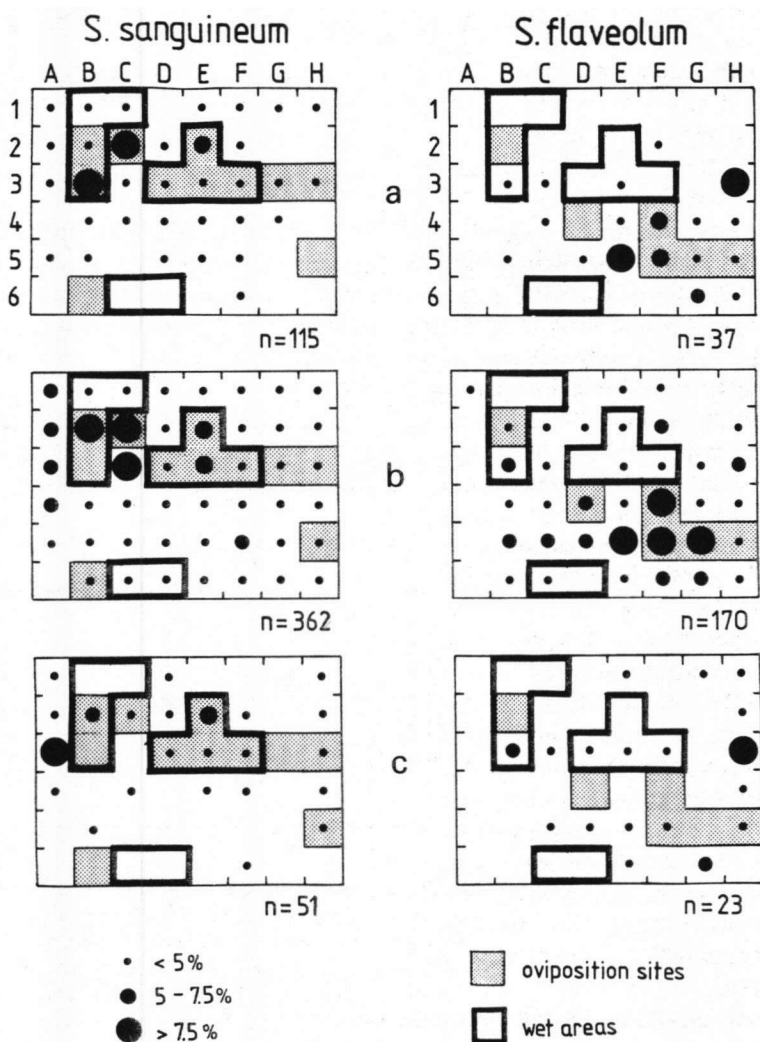 S. sanguineum S. flaveolum
A B C D E F G H A B C D E F G H
1 1
2 2
3 a 3
4 4
5 5
6 6
n=115 n=37
b
n=362 n=170
c
n=51 n=23
< 5%
5 - 7.5%
> 7.5%
oviposition sites
wet areas